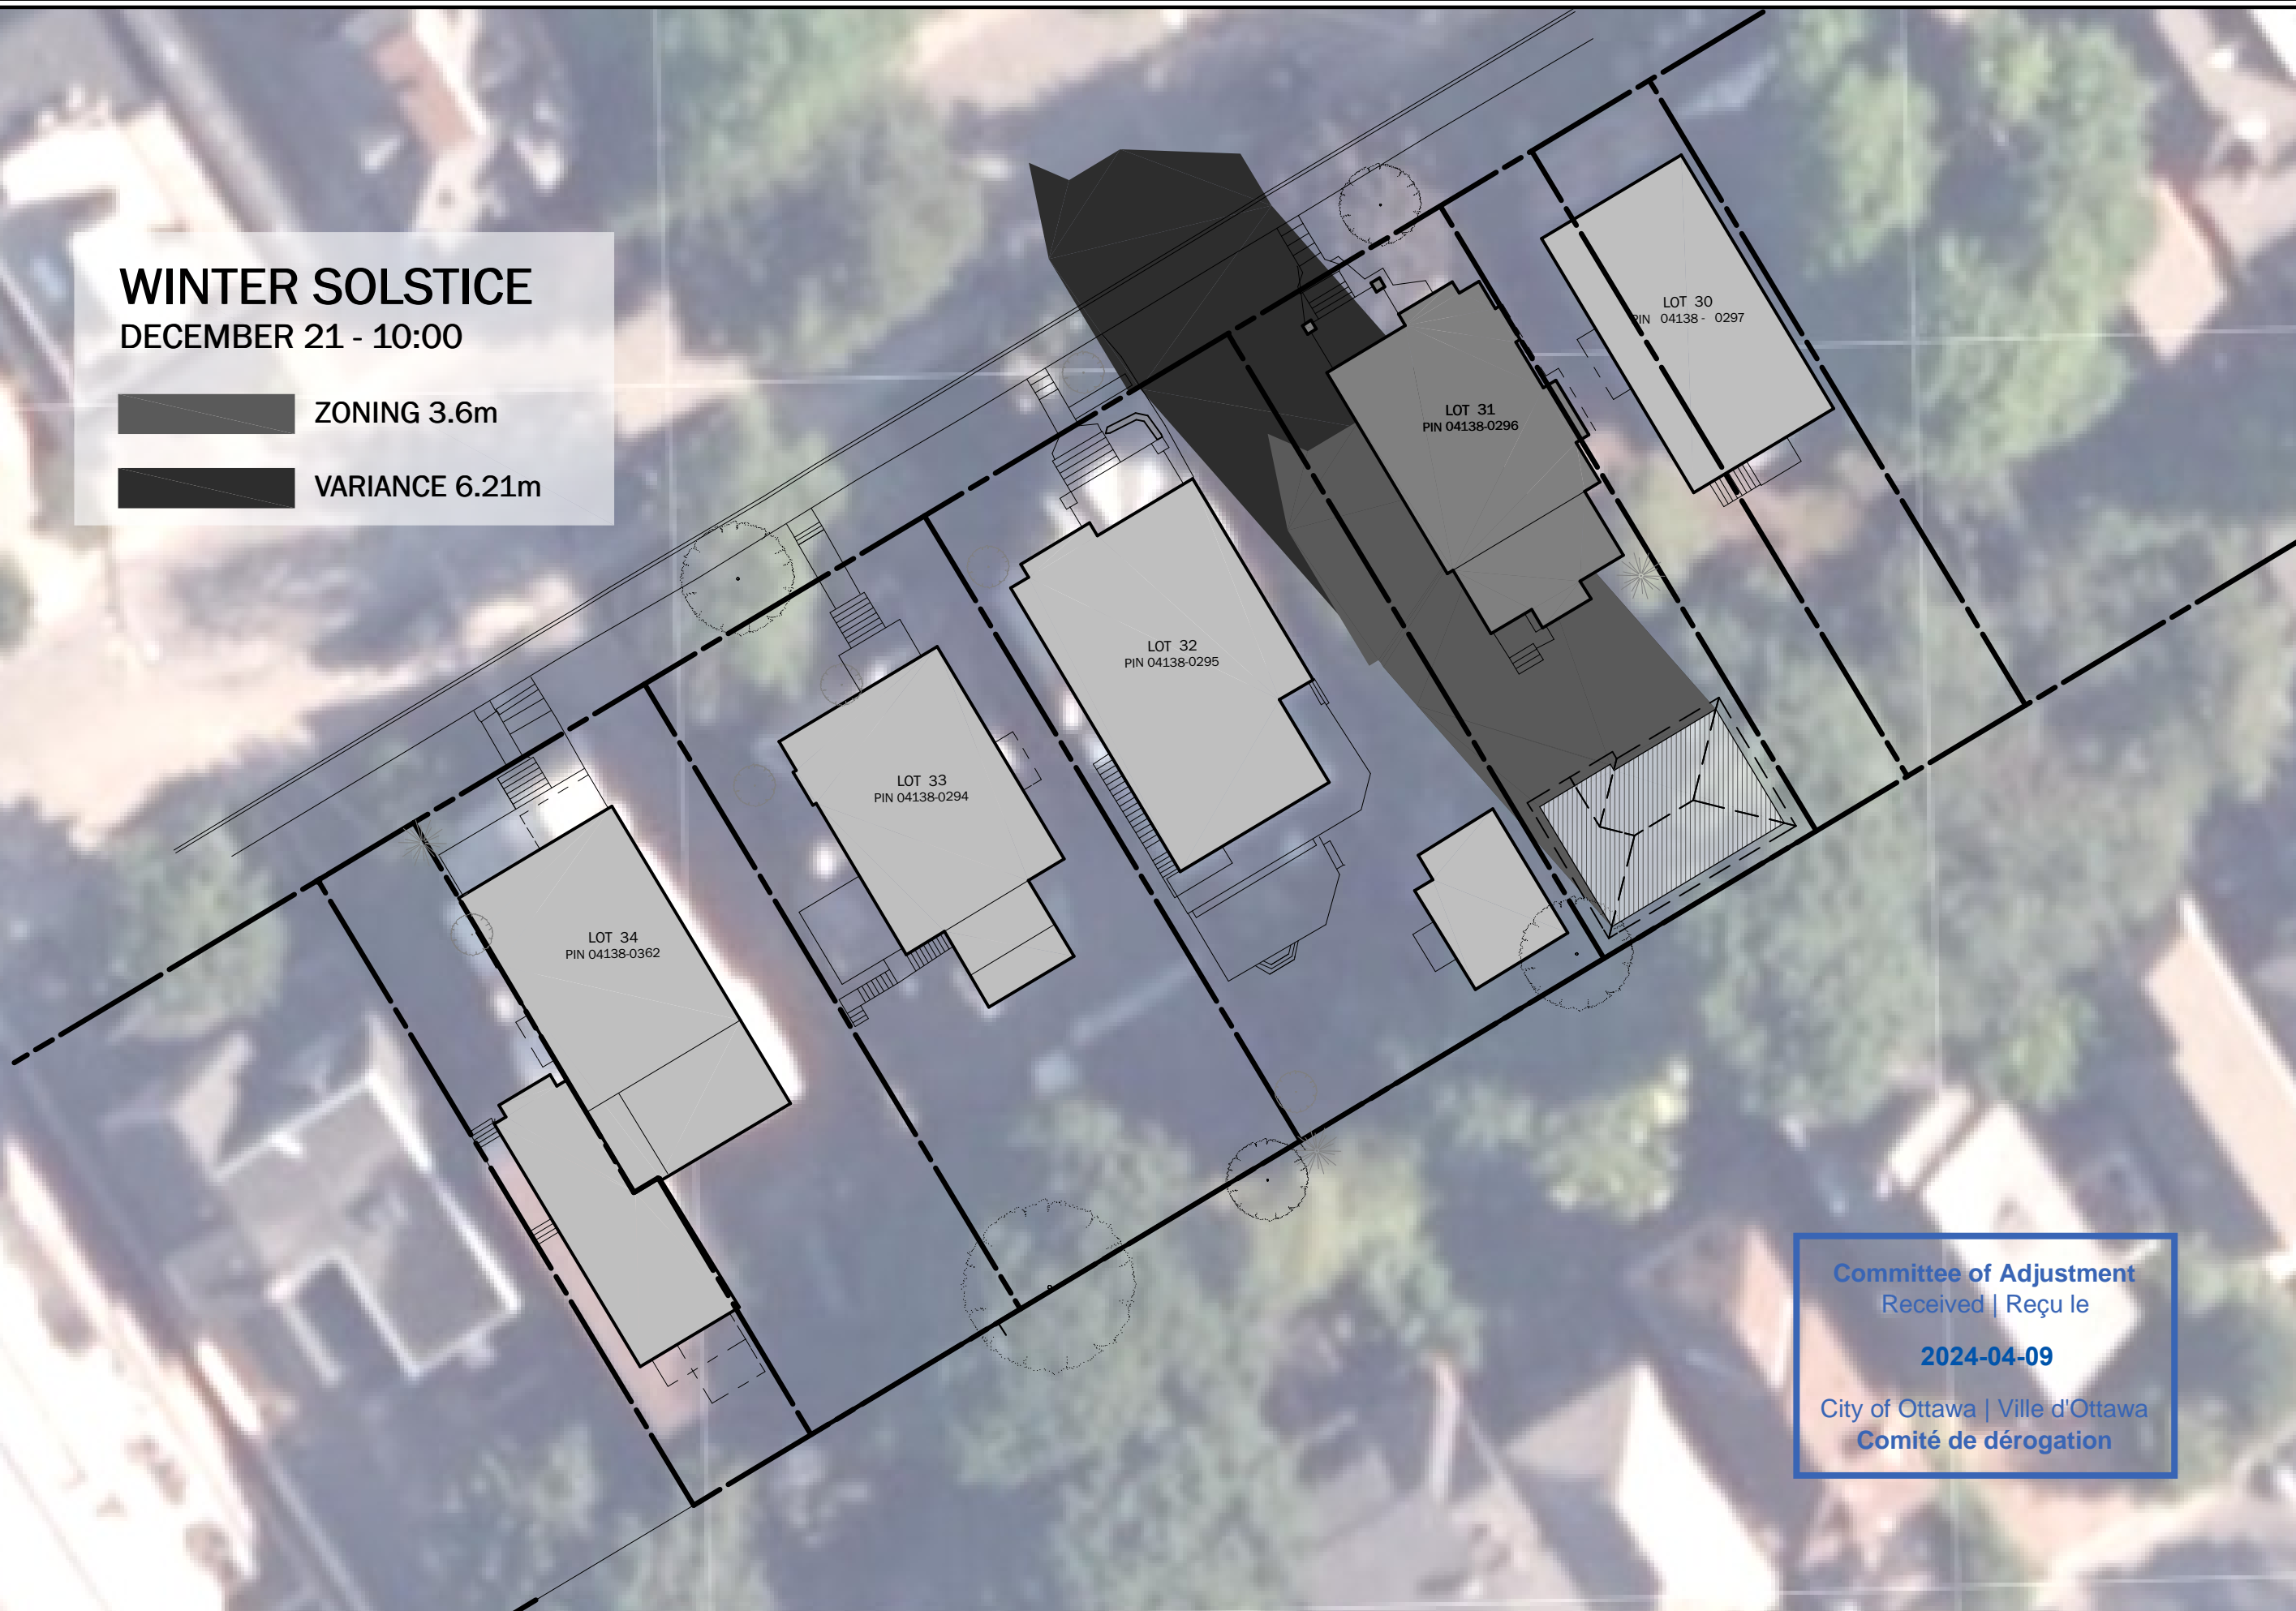 WINTER SOLSTICE
DECEMBER 21 - 10:00
ZONING 3.6m
VARIANCE 6.21m
LOT 30
PIN 04138 - 0297
LOT 31
PIN 04138-0296
LOT 32
PIN 04138-0295
LOT 33
PIN 04138-0294
LOT 34
PIN 04138-0362
Committee of Adjustment
Received | Reçu le
2024-04-09
City of Ottawa | Ville d'Ottawa
Comité de dérogation